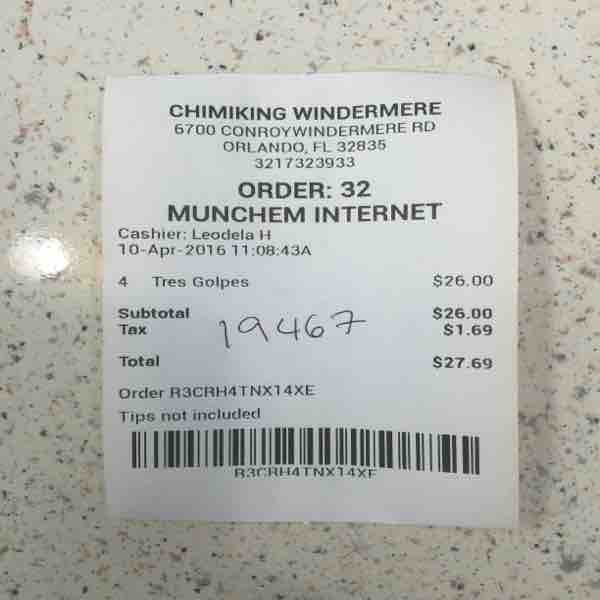 CHIMIKING WINDERMERE
6700 CONROYWINDERMERE RD
ORLANDO, FL 32835
3217323933
ORDER: 32
MUNCHEM INTERNET
Cashier: Leodela H
10-Apr-2016 11:08:43A
4 Tres Golpes $26.00
Subtotal $26.00
Tax $1.69
19467
Total $27.69
Order R3CRH4TNX14XE
Tips not included
R3CRH4TNX14XE